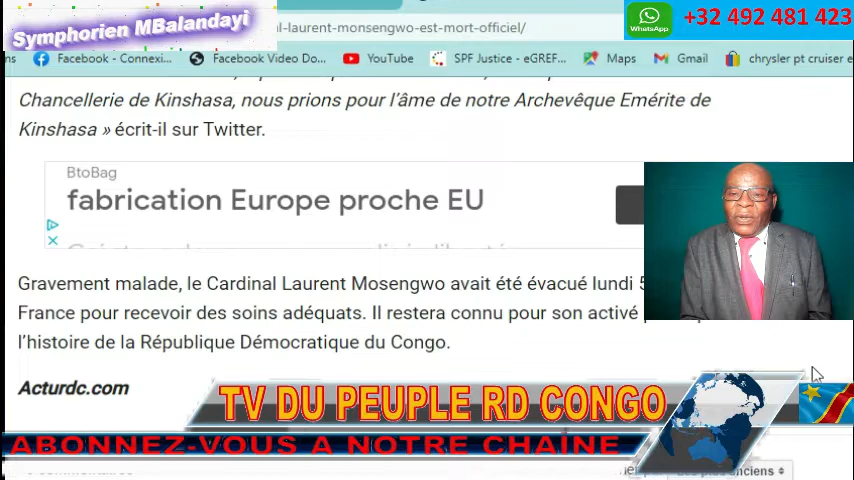 Symphorien MBalandayi
al-laurent-monsengwo-est-mort-officiel/
WhatsApp
+32 492 481 423
Facebook - Connexi...
Facebook Video Do...
YouTube
SPF Justice - eGREF...
Maps
Gmail
chrysler pt cruiser e
Chancellerie de Kinshasa, nous prions pour l'âme de notre Archevêque Emérite de
Kinshasa » écrit-il sur Twitter.
BtoBag
fabrication Europe proche EU
Gravement malade, le Cardinal Laurent Mosengwo avait été évacué lundi 5
France pour recevoir des soins adéquats. Il restera connu pour son activé
l'histoire de la République Démocratique du Congo.
Acturdc.com
TV DU PEUPLE RD CONGO
ABONNEZ-VOUS A NOTRE CHAINE